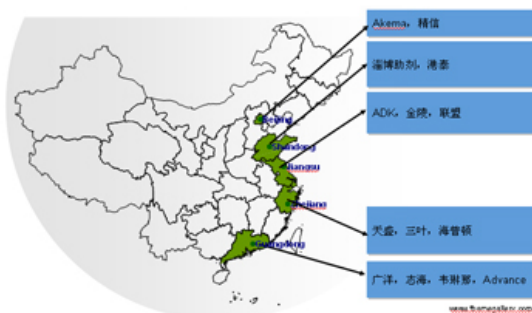 Akema，精信
淄博助剂，港泰
ADK，金陵，联盟
天盛，三叶，海普顿
广洋，志海，韦琳那，Advance
Beijing
Shandong
Jiangsu
Zhejiang
Guangdong
www.themegallery.com